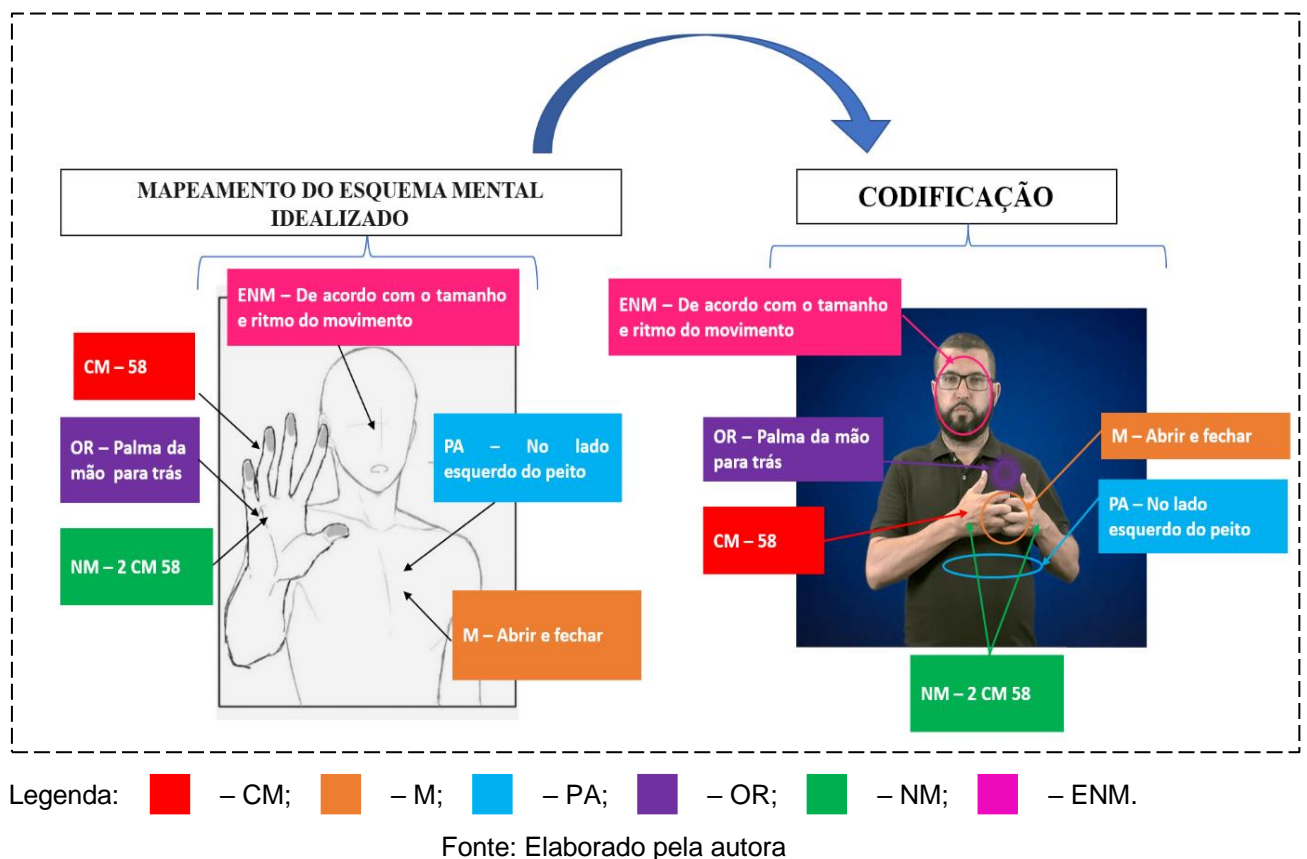 MAPEAMENTO DO ESQUEMA MENTAL
IDEALIZADO
ENM – De acordo com o tamanho
e ritmo do movimento
CM – 58
OR – Palma da
mão para trás
NM – 2 CM 58
PA – No lado
esquerdo do peito
M – Abrir e fechar
CODIFICAÇÃO
ENM – De acordo com o tamanho
e ritmo do movimento
OR – Palma da mão
para trás
M – Abrir e fechar
CM – 58
PA – No lado
esquerdo do peito
NM – 2 CM 58
Legenda: – CM; – M; – PA; – OR; – NM; – ENM.
Fonte: Elaborado pela autora